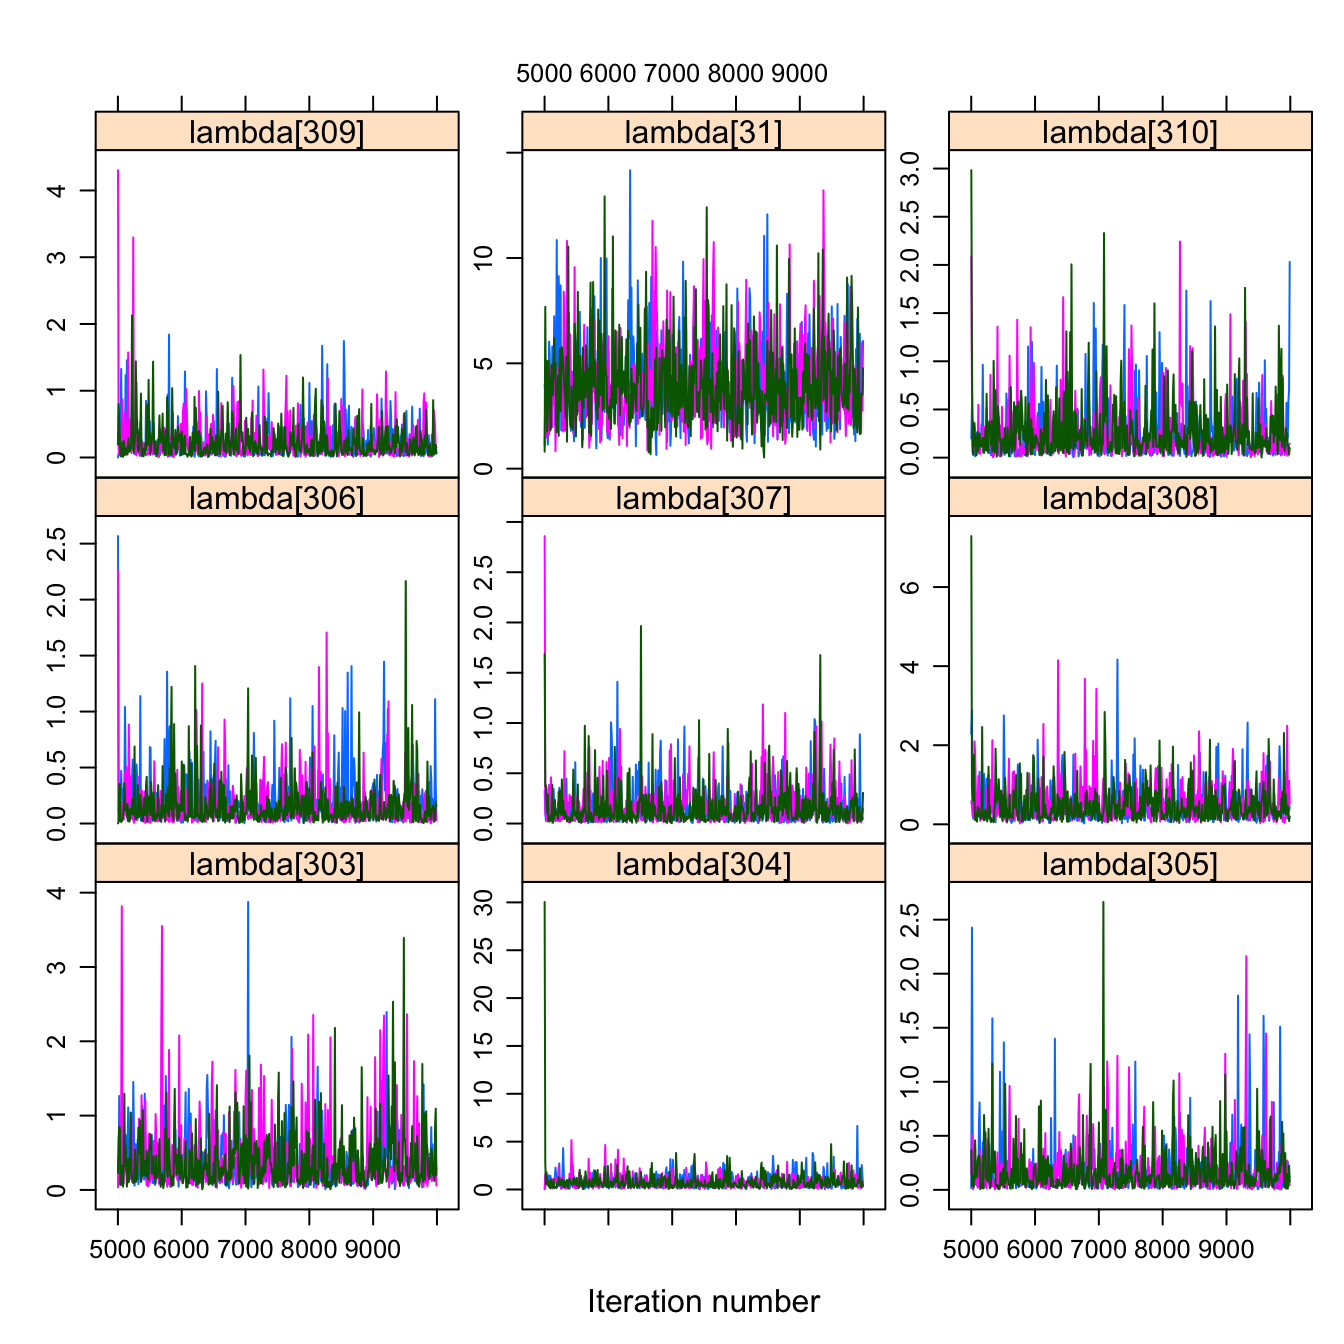 5000 6000 7000 8000 9000
lambda[309] lambda[31] lambda[310]
0 1 2 3 4
0 5 10
0.0 0.5 1.0 1.5 2.0 2.5 3.0
lambda[306] lambda[307] lambda[308]
0.0 0.5 1.0 1.5 2.0 2.5
0.0 0.5 1.0 1.5 2.0 2.5
0 2 4 6
lambda[303] lambda[304] lambda[305]
0 1 2 3 4
0 5 10 15 20 25 30
0.0 0.5 1.0 1.5 2.0 2.5
5000 6000 7000 8000 9000 5000 6000 7000 8000 9000
Iteration number